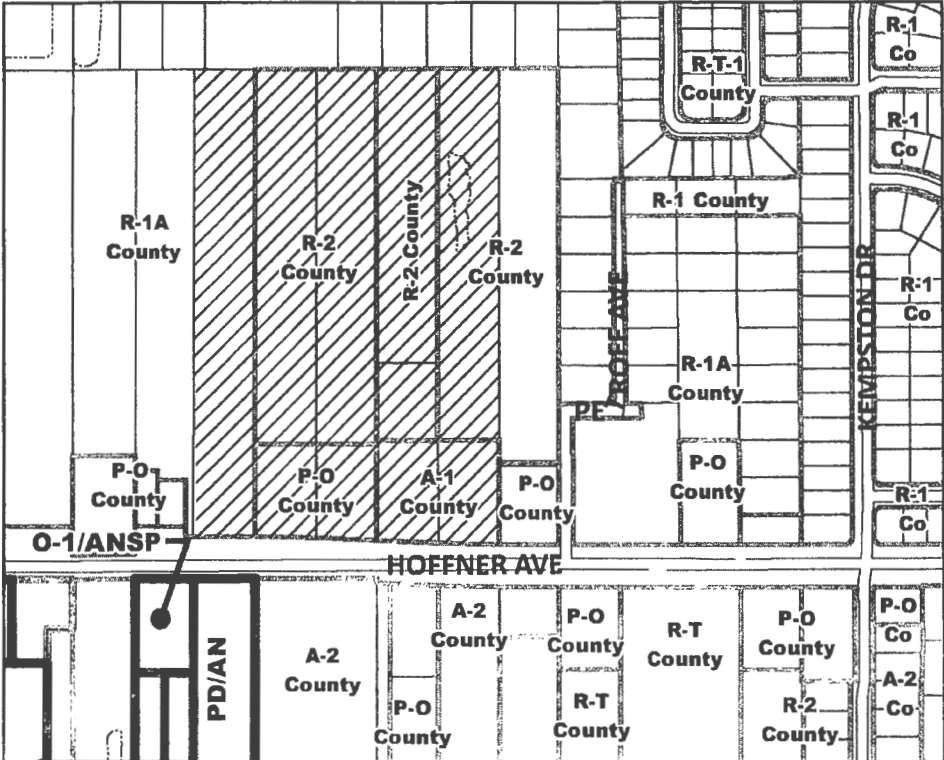 R-1
Co
R-T-1
County
R-1
Co
R-1 County
R-1A
County
R-2
County
R-2 County
R-2
County
R-1
Co
PETROFF AVE
KEMPSTON DR
R-1A
County
P-O
County
P-O
County
A-1
County
P-O
County
P-O
County
R-1
Co
O-1/ANSP
HOFFNER AVE
PD/AN
A-2
County
A-2
County
P-O
County
P-O
County
R-T
County
R-T
County
P-O
County
R-2
County
P-O
Co
A-2
Co